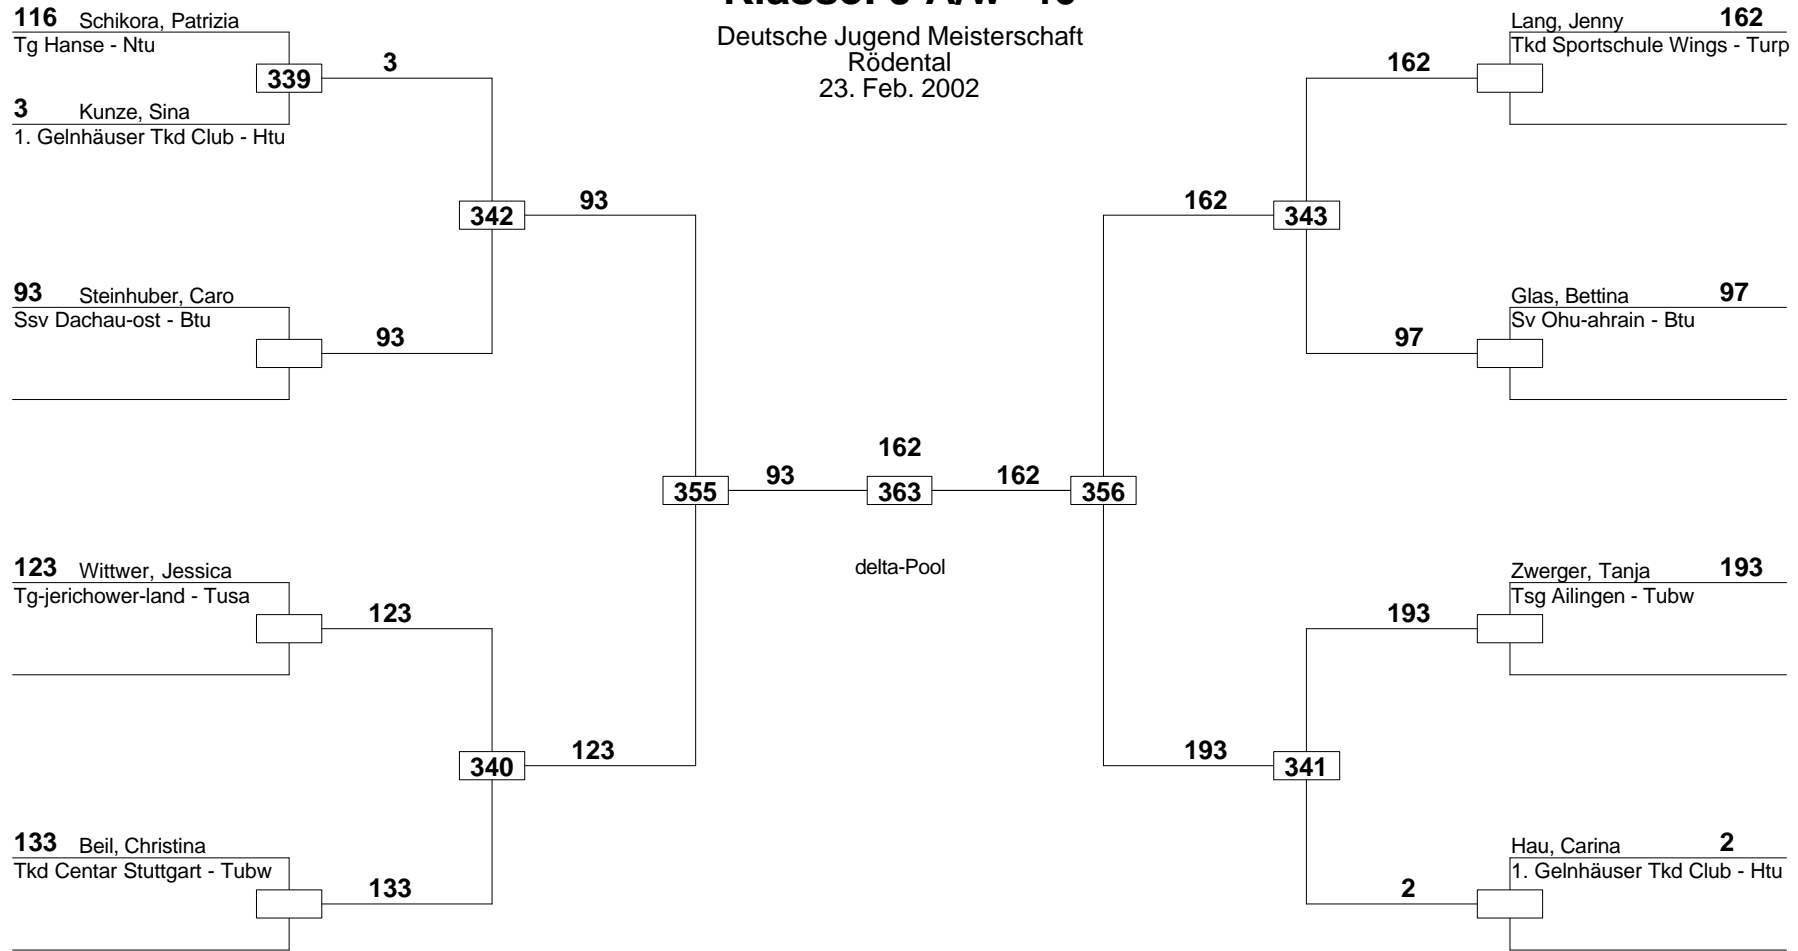 Deutsche Jugend Meisterschaft
Rödental
23. Feb. 2002
116 Schikora, Patrizia
Tg Hanse - Ntu
339
3
3 Kunze, Sina
1. Gelnhäuser Tkd Club - Htu
342
93
93 Steinhuber, Caro
Ssv Dachau-ost - Btu
93
355
93
123 Wittwer, Jessica
Tg-jerichower-land - Tusa
123
340
123
133 Beil, Christina
Tkd Centar Stuttgart - Tubw
133
162
363
delta-Pool
Lang, Jenny 162
Tkd Sportschule Wings - Turp
162
162
343
Glas, Bettina 97
Sv Ohu-ahrain - Btu
97
162
356
Zwerger, Tanja 193
Tsg Ailingen - Tubw
193
193
341
Hau, Carina 2
1. Gelnhäuser Tkd Club - Htu
2